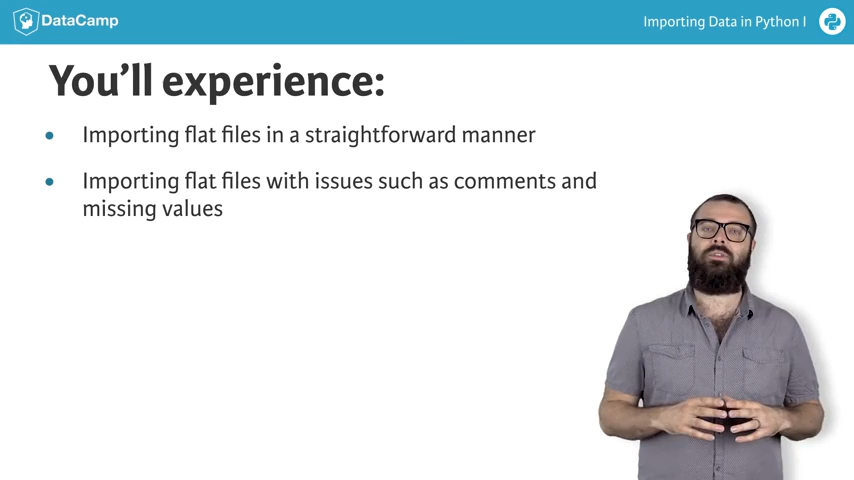 DataCamp
Importing Data in Python I
You'll experience:
• Importing flat files in a straightforward manner
• Importing flat files with issues such as comments and
missing values